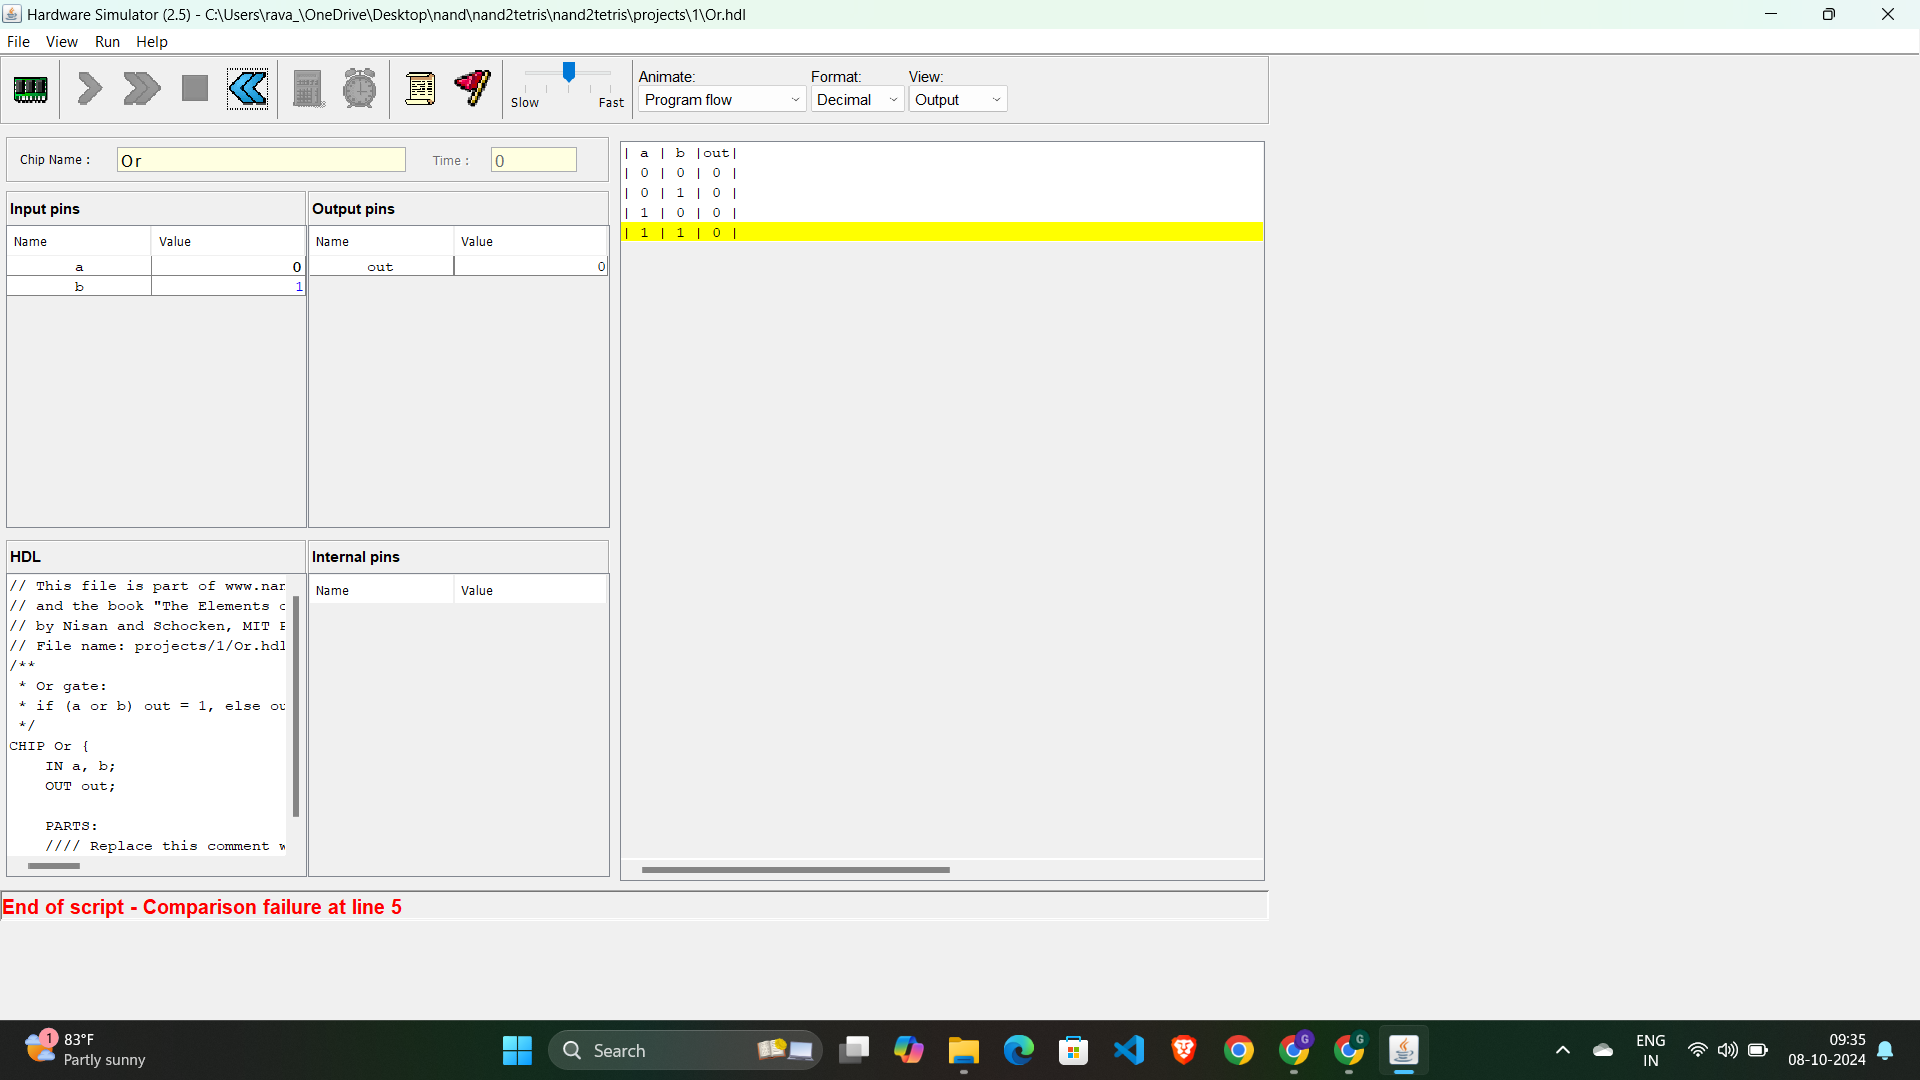 Hardware Simulator (2.5) - C:\Users\rava_\OneDrive\Desktop\nand\nand2tetris\nand2tetris\projects\1\Or.hdl
File View Run Help
Slow Fast
Animate: Format: View:
Program flow Decimal Output
Chip Name : Or Time : 0
Input pins
Name Value
a 0
b 1
Output pins
Name Value
out 0
| a | b |out|
| 0 | 0 | 0 |
| 0 | 1 | 0 |
| 1 | 0 | 0 |
| 1 | 1 | 0 |
HDL
// This file is part of www.nan
// and the book "The Elements o
// by Nisan and Schocken, MIT P
// File name: projects/1/Or.hdl
/**
* Or gate:
* if (a or b) out = 1, else ou
*/
CHIP Or {
IN a, b;
OUT out;
PARTS:
//// Replace this comment w
Internal pins
Name Value
End of script - Comparison failure at line 5
1
83°F
Partly sunny
Search
G
G
ENG
IN
09:35
08-10-2024